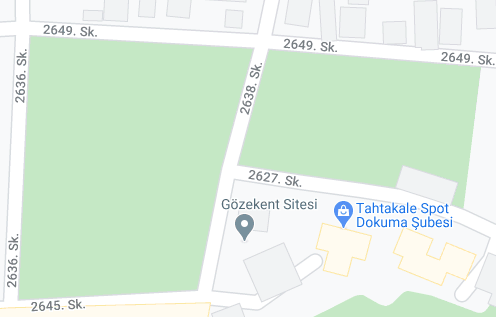 2649. Sk.
2649. Sk.
2649. Sk.
2636. Sk.
2638. Sk.
2627. Sk.
Gözekent Sitesi
Tahtakale Spot
Dokuma Şubesi
2636. Sk.
2645. Sk.